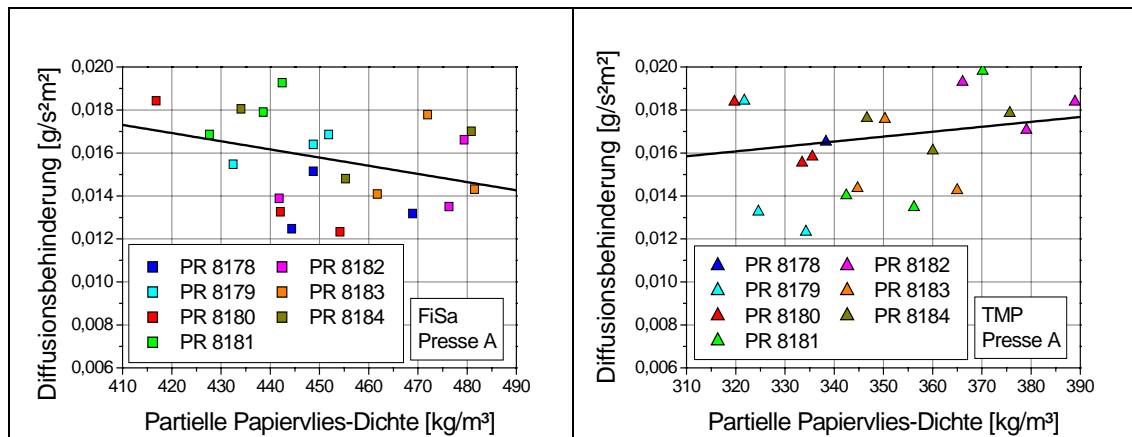 Diffusionsbehinderung [g/s²m²]
0,020
0,018
0,016
0,014
0,012
0,010
0,008
0,006
PR 8178
PR 8179
PR 8180
PR 8181
PR 8182
PR 8183
PR 8184
FiSa
Presse A
410 420 430 440 450 460 470 480 490
Partielle Papiervlies-Dichte [kg/m³]
Diffusionsbehinderung [g/s²m²]
0,020
0,018
0,016
0,014
0,012
0,010
0,008
0,006
PR 8178
PR 8179
PR 8180
PR 8181
PR 8182
PR 8183
PR 8184
TMP
Presse A
310 320 330 340 350 360 370 380 390
Partielle Papiervlies-Dichte [kg/m³]